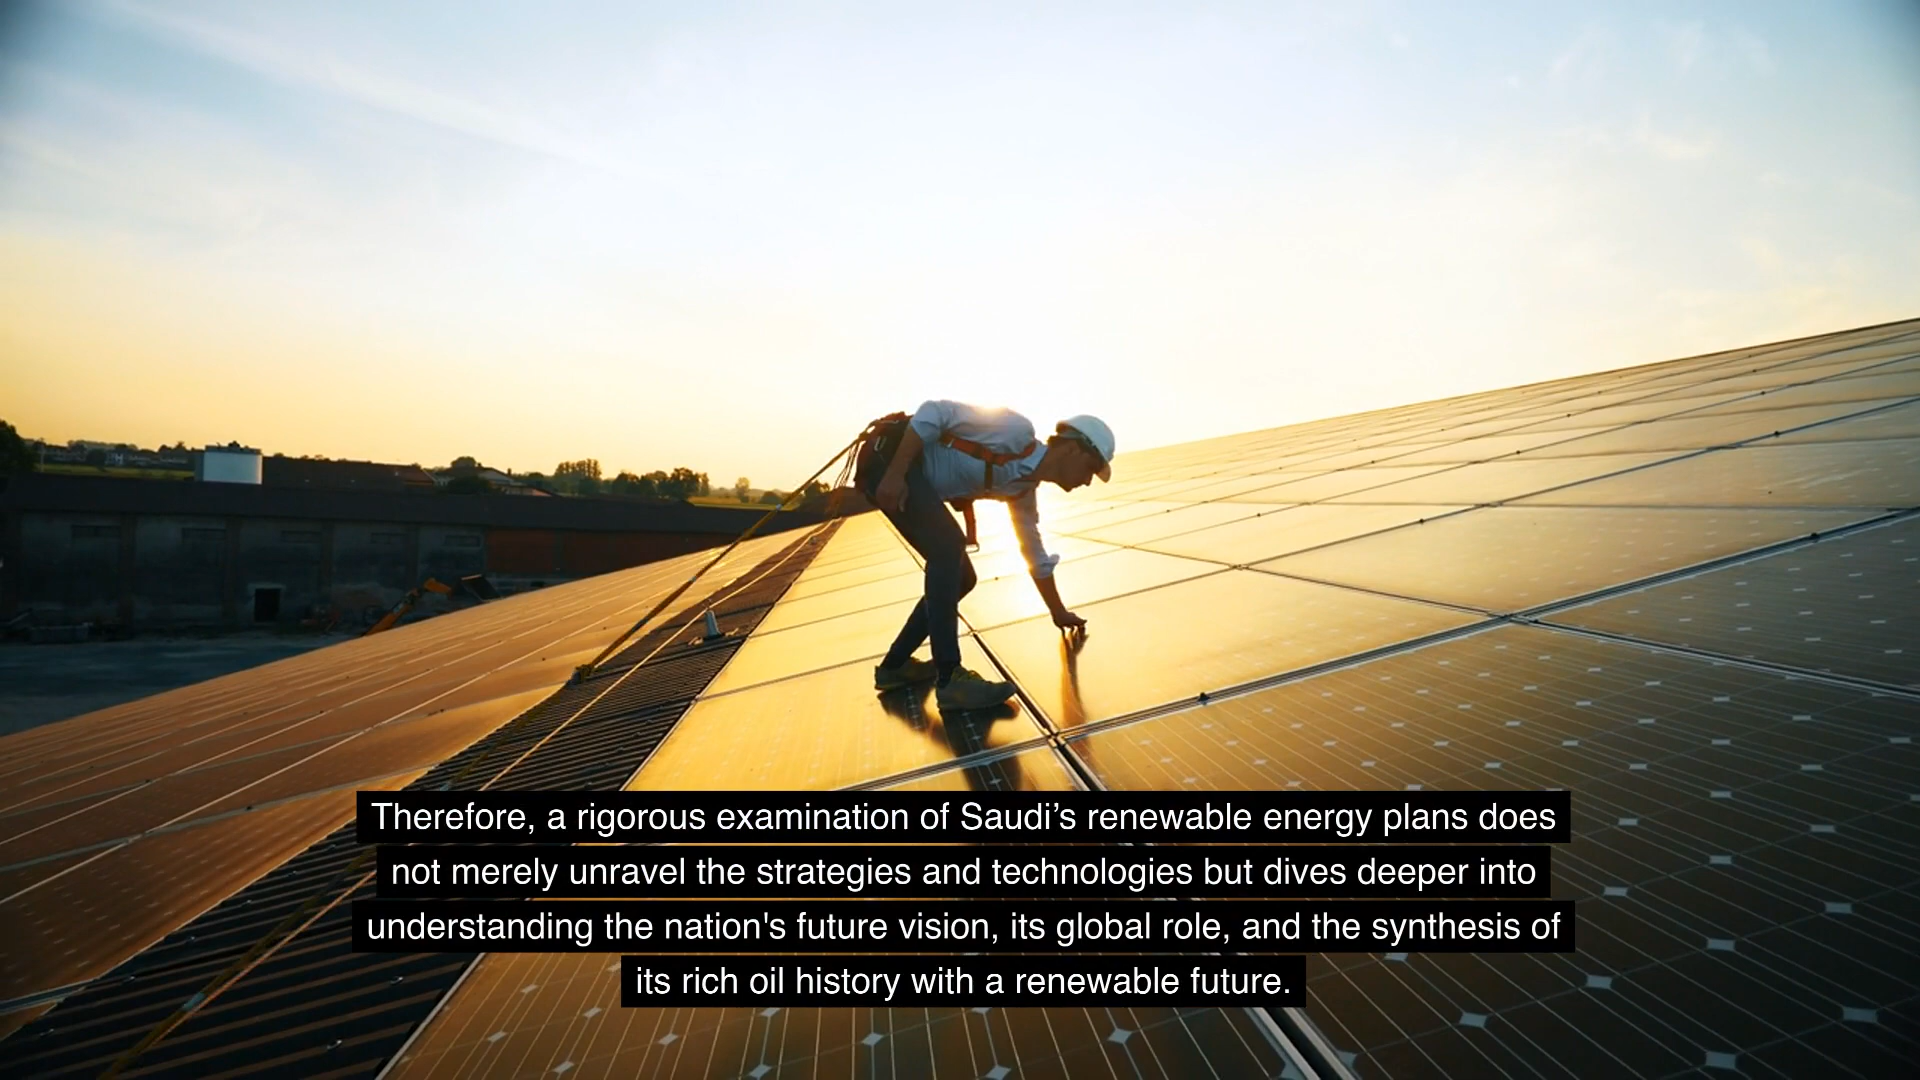 Therefore, a rigorous examination of Saudi’s renewable energy plans does
not merely unravel the strategies and technologies but dives deeper into
understanding the nation's future vision, its global role, and the synthesis of
its rich oil history with a renewable future.